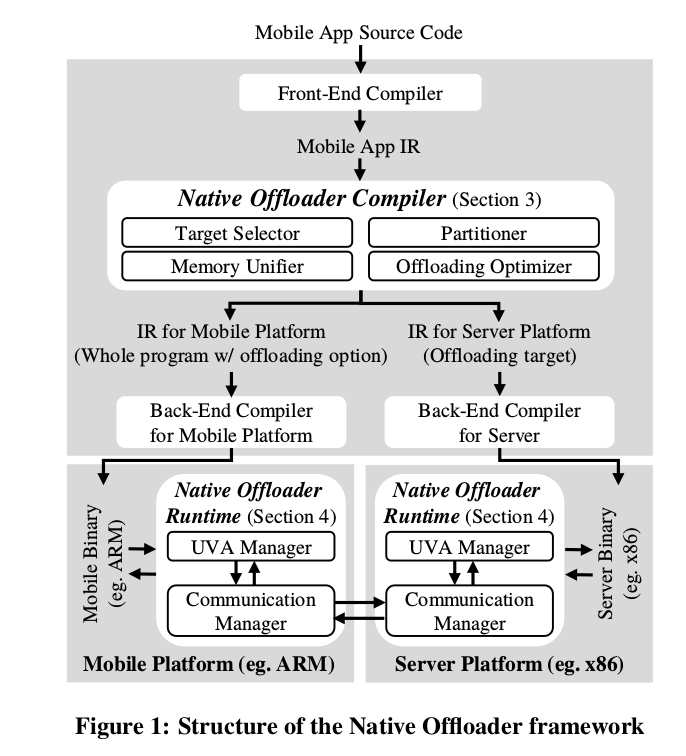 Mobile App Source Code
Front-End Compiler
Mobile App IR
Native Offloader Compiler (Section 3)
Target Selector
Partitioner
Memory Unifier
Offloading Optimizer
IR for Mobile Platform
(Whole program w/ offloading option)
IR for Server Platform
(Offloading target)
Back-End Compiler
for Mobile Platform
Back-End Compiler
for Server
Mobile Binary
(eg. ARM)
Native Offloader
Runtime (Section 4)
UVA Manager
Communication
Manager
Mobile Platform (eg. ARM)
Native Offloader
Runtime (Section 4)
UVA Manager
Communication
Manager
Server Binary
(eg. x86)
Server Platform (eg. x86)
Figure 1: Structure of the Native Offloader framework